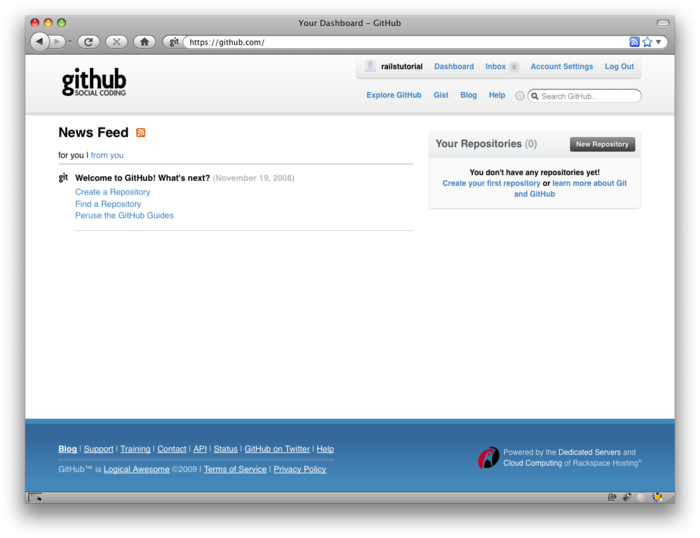 Your Dashboard – GitHub
git https://github.com/
github
SOCIAL CODING
railstutorial Dashboard Inbox 0 Account Settings Log Out
Explore GitHub Gist Blog Help Search GitHub...
News Feed
for you | from you
git Welcome to GitHub! What's next? (November 19, 2008)
Create a Repository
Find a Repository
Peruse the GitHub Guides
Your Repositories (0) New Repository
You don't have any repositories yet!
Create your first repository or learn more about Git
and GitHub
Blog | Support | Training | Contact | API | Status | GitHub on Twitter | Help
GitHub™ is Logical Awesome ©2009 | Terms of Service | Privacy Policy
Powered by the Dedicated Servers and
Cloud Computing of Rackspace Hosting®